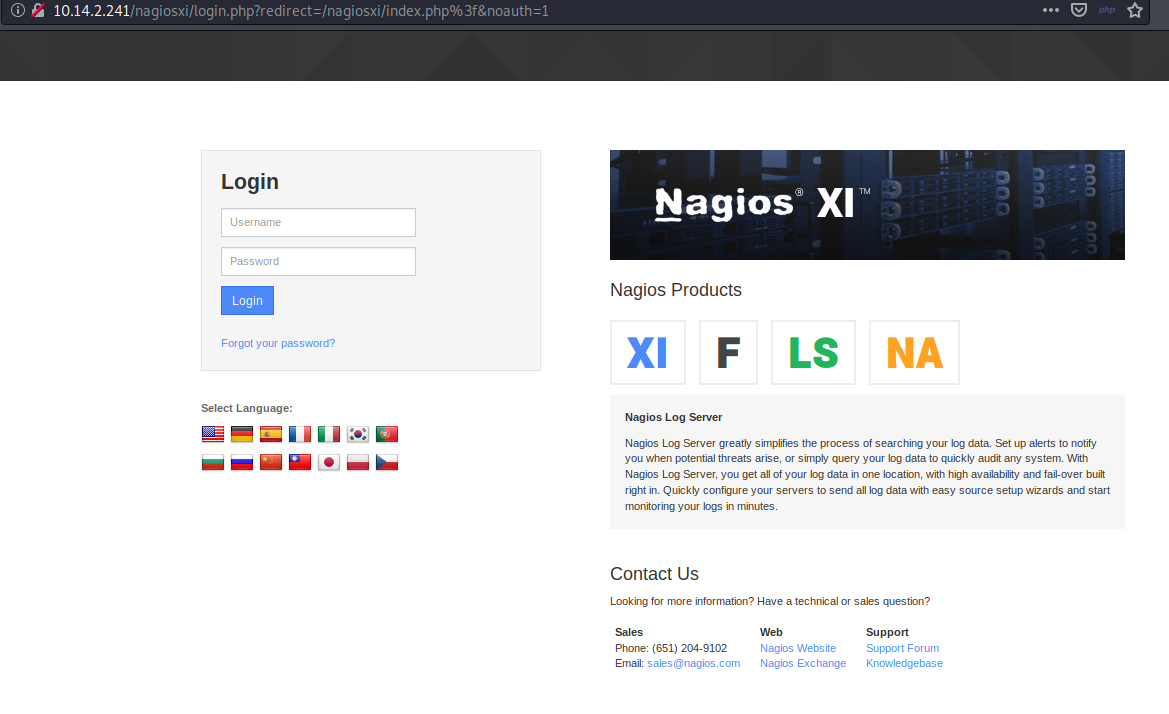 10.14.2.241/nagiosxi/login.php?redirect=/nagiosxi/index.php%3f&noauth=1
php
Login
Username
Password
Login
Forgot your password?
Select Language:
Nagios® XI™
Nagios Products
XI F LS NA
Nagios Log Server
Nagios Log Server greatly simplifies the process of searching your log data. Set up alerts to notify
you when potential threats arise, or simply query your log data to quickly audit any system. With
Nagios Log Server, you get all of your log data in one location, with high availability and fail-over built
right in. Quickly configure your servers to send all log data with easy source setup wizards and start
monitoring your logs in minutes.
Contact Us
Looking for more information? Have a technical or sales question?
Sales Web Support
Phone: (651) 204-9102 Nagios Website Support Forum
Email: sales@nagios.com Nagios Exchange Knowledgebase